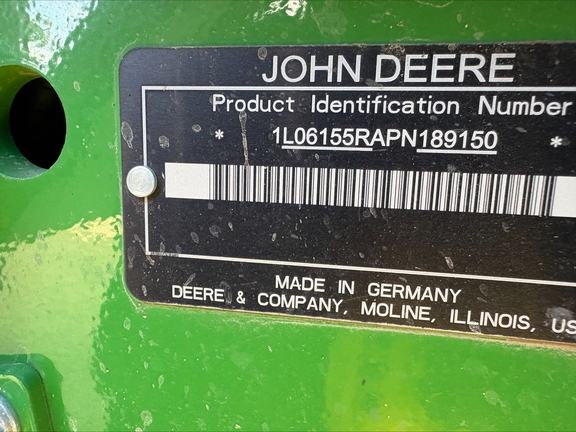 JOHN DEERE
Product Identification Number
* 1L06155RAPN189150 *
MADE IN GERMANY
DEERE & COMPANY, MOLINE, ILLINOIS, US